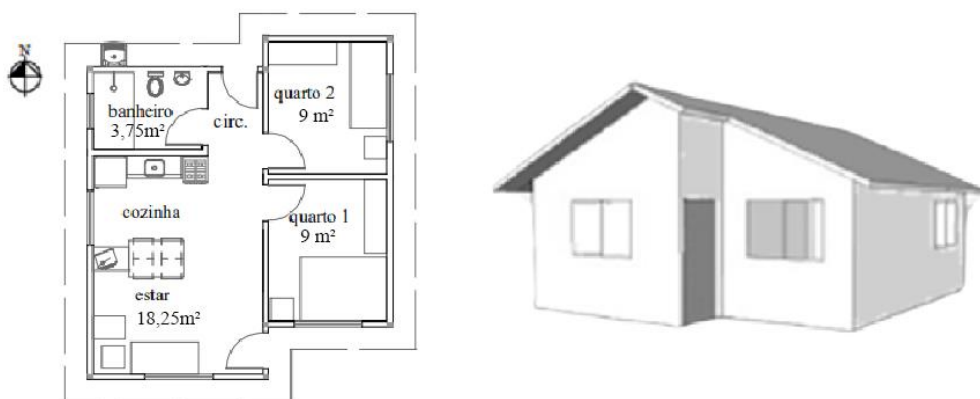 N
banheiro
3,75m²
circ.
quarto 2
9 m²
cozinha
quarto 1
9 m²
estar
18,25m²